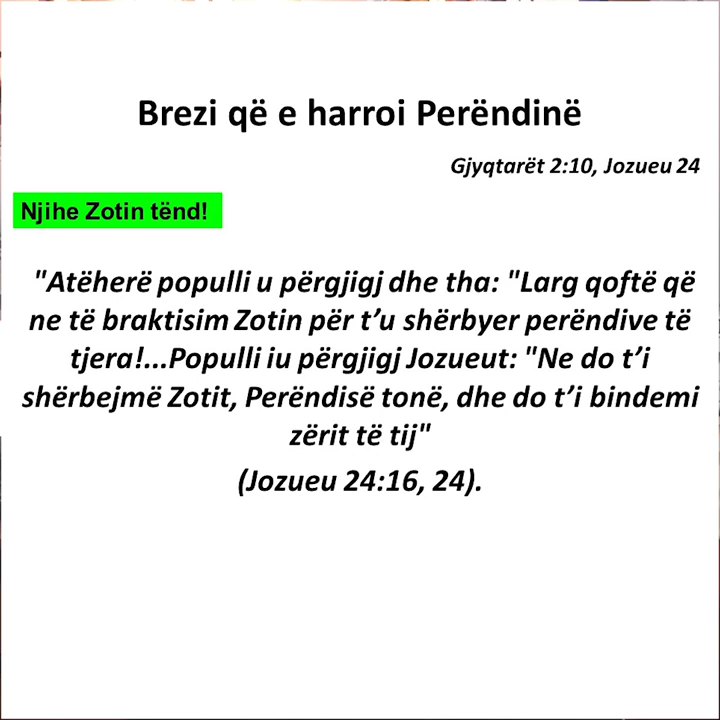 Brezi që e harroi Perëndinë
Gjyqtarët 2:10, Jozueu 24
Njihe Zotin tënd!
"Atëherë populli u përgjigj dhe tha: "Larg qoftë që
ne të braktisim Zotin për t’u shërbyer perëndive të
tjera!...Populli iu përgjigj Jozueut: "Ne do t’i
shërbejmë Zotit, Perëndisë tonë, dhe do t’i bindemi
zërit të tij"
(Jozueu 24:16, 24).